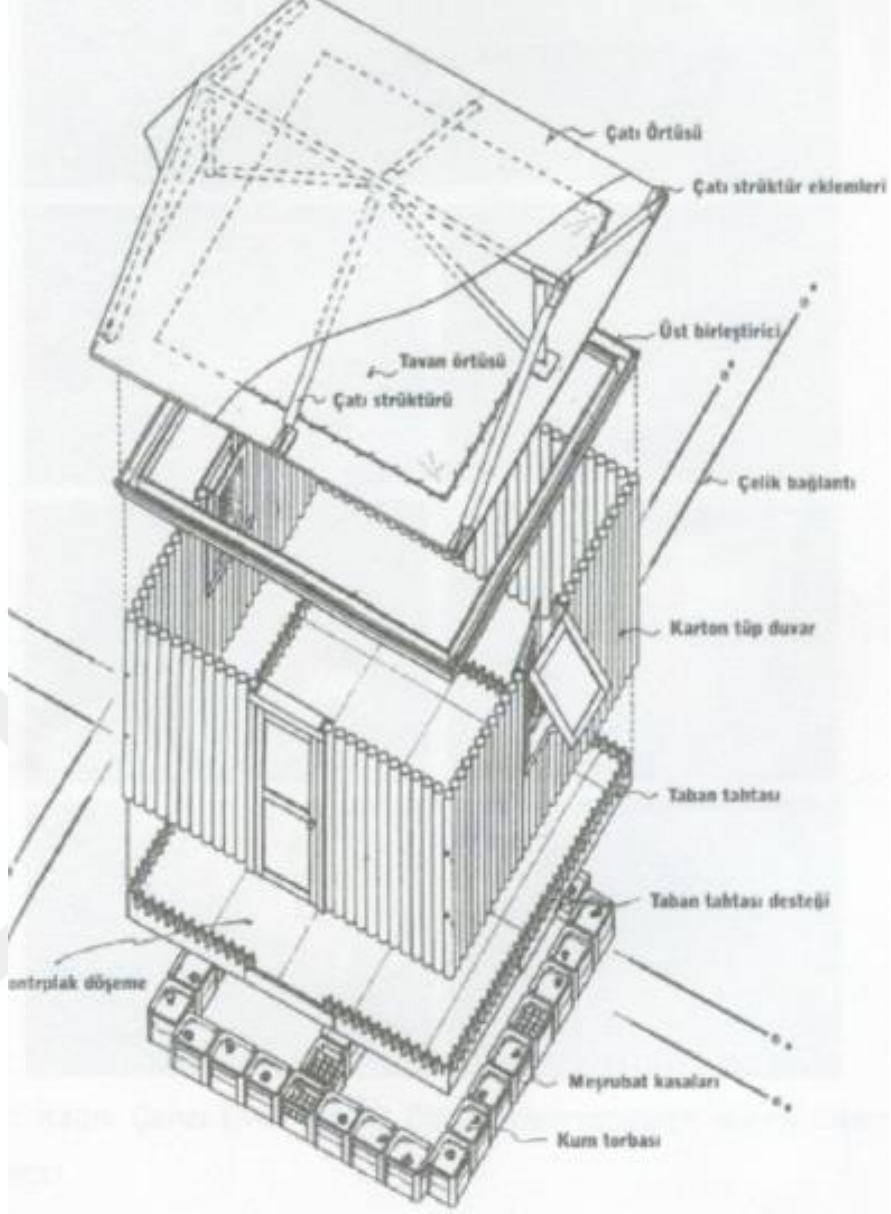 Çatı Örtüsü
Çatı strüktür eklemleri
Üst birleştirici
Tavan örtüsü
Çatı strüktürü
Çelik bağlantı
Karton tüp duvar
Taban tahtası
Taban tahtası desteği
ontrplak döşeme
Meşrubat kasaları
Kum torbası